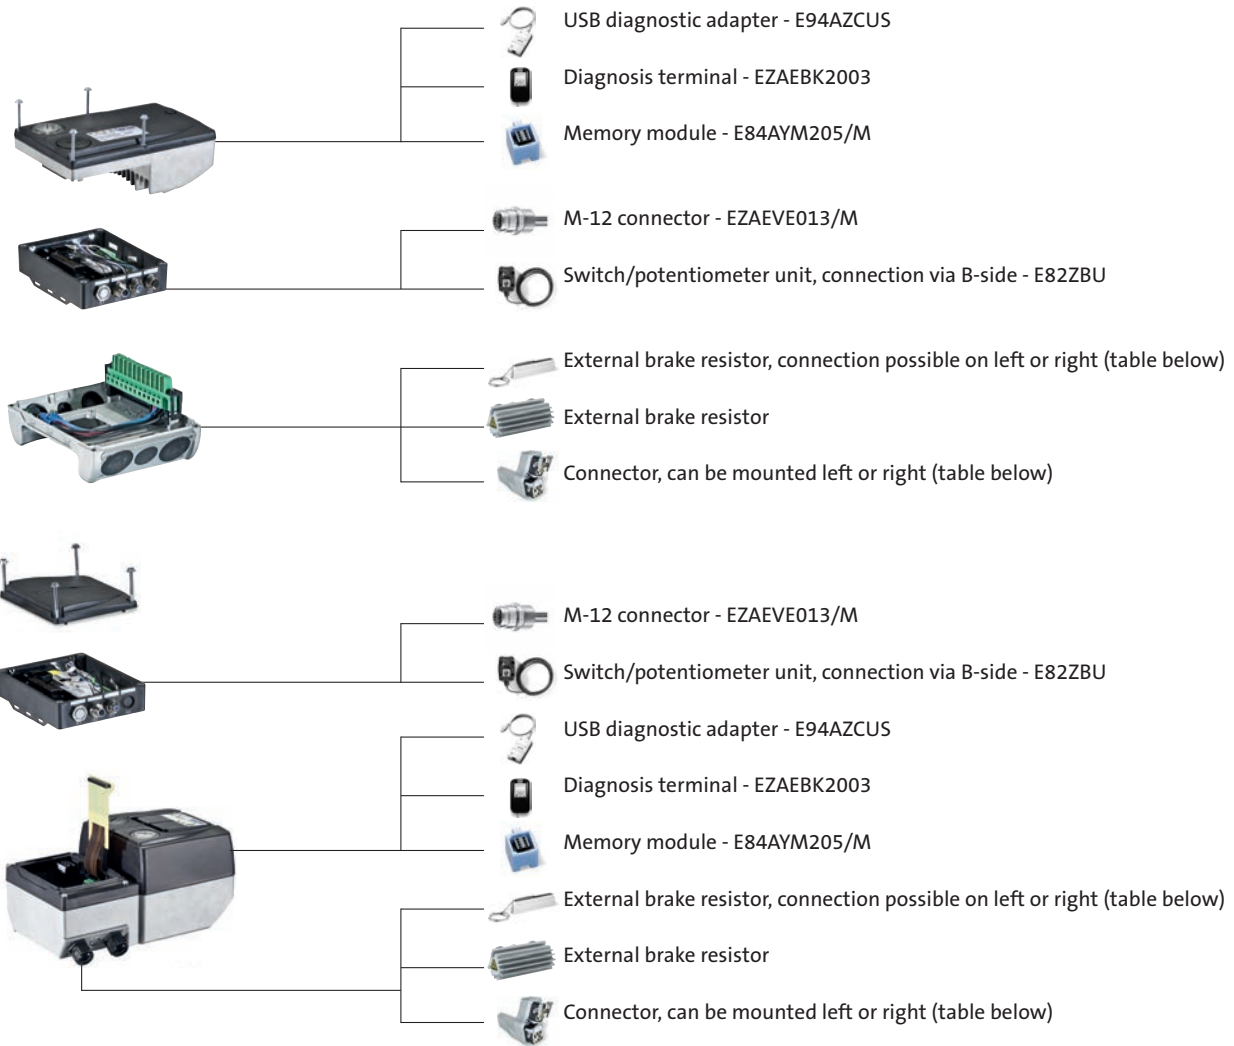 USB diagnostic adapter - E94AZCUS
Diagnosis terminal - EZAEBK2003
Memory module - E84AYM205/M
M-12 connector - EZAEVE013/M
Switch/potentiometer unit, connection via B-side - E82ZBU
External brake resistor, connection possible on left or right (table below)
External brake resistor
Connector, can be mounted left or right (table below)
M-12 connector - EZAEVE013/M
Switch/potentiometer unit, connection via B-side - E82ZBU
USB diagnostic adapter - E94AZCUS
Diagnosis terminal - EZAEBK2003
Memory module - E84AYM205/M
External brake resistor, connection possible on left or right (table below)
External brake resistor
Connector, can be mounted left or right (table below)